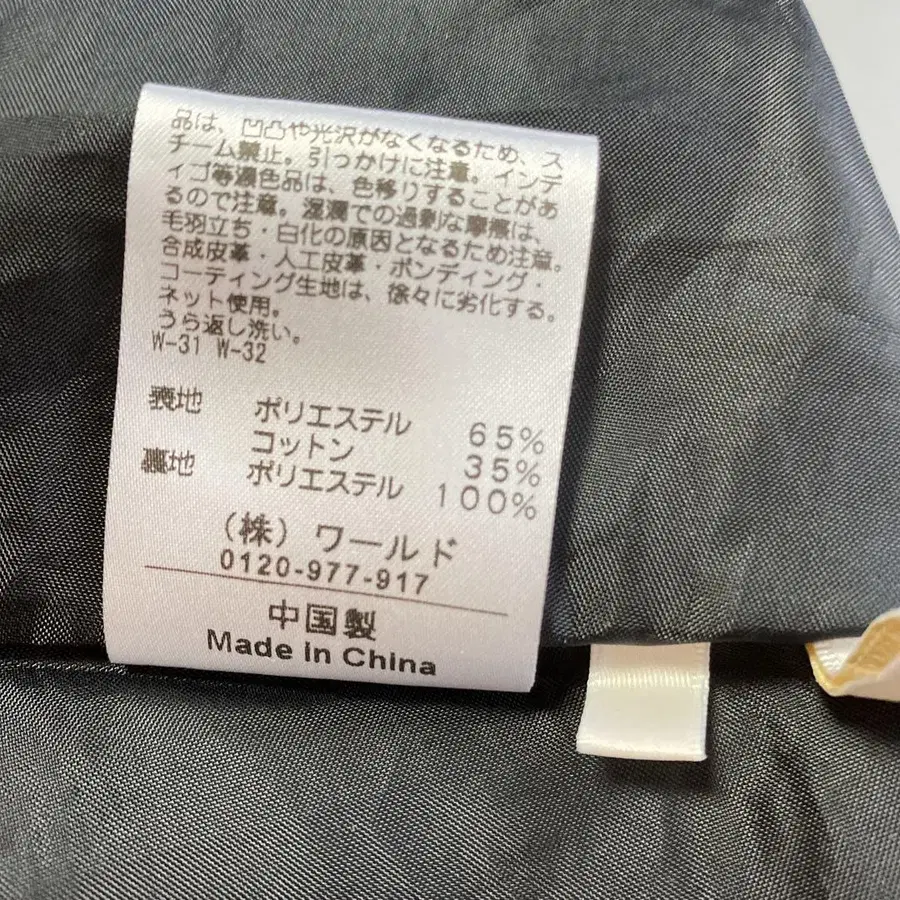 品は、凹凸や光沢がなくなるため、ス
チーム禁止。引っかけに注意。インデ
ィゴ等濃色品は、色移りすることがあ
るので注意。湿潤での過剰な摩擦は、
毛羽立ち・白化の原因となるため注意。
合成皮革・人工皮革・ボンディング・
コーティング生地は、徐々に劣化する。
ネット使用。
うら返し洗い。
W-31 W-32
表地 ポリエステル 65%
コットン 35%
裏地 ポリエステル 100%
（株）ワールド
0120-977-917
中国製
Made in China